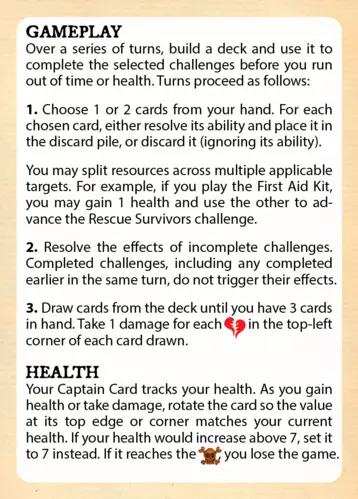 GAMEPLAY
Over a series of turns, build a deck and use it to
complete the selected challenges before you run
out of time or health. Turns proceed as follows:
1. Choose 1 or 2 cards from your hand. For each
chosen card, either resolve its ability and place it in
the discard pile, or discard it (ignoring its ability).
You may split resources across multiple applicable
targets. For example, if you play the First Aid Kit,
you may gain 1 health and use the other to ad-
vance the Rescue Survivors challenge.
2. Resolve the effects of incomplete challenges.
Completed challenges, including any completed
earlier in the same turn, do not trigger their effects.
3. Draw cards from the deck until you have 3 cards
in hand. Take 1 damage for each in the top-left
corner of each card drawn.
HEALTH
Your Captain Card tracks your health. As you gain
health or take damage, rotate the card so the value
at its top edge or corner matches your current
health. If your health would increase above 7, set it
to 7 instead. If it reaches the , you lose the game.